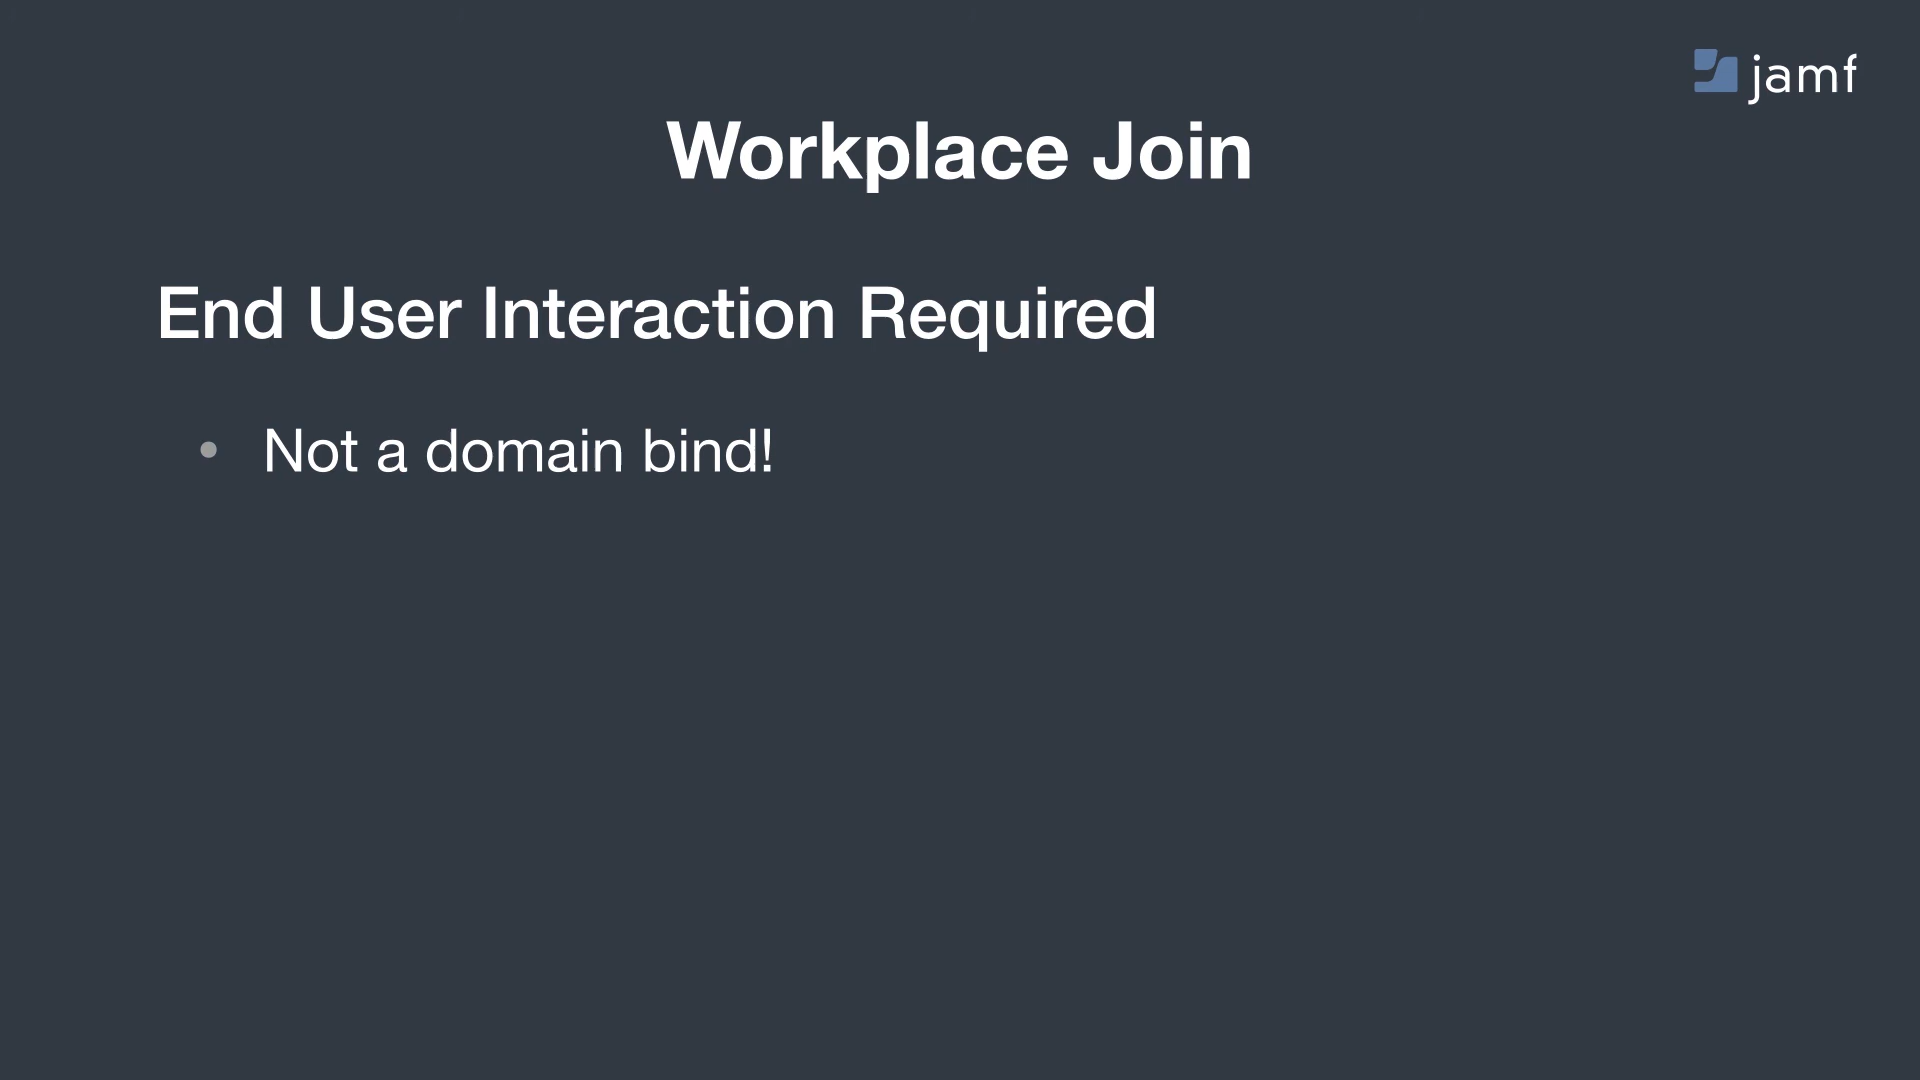 jamf
Workplace Join
End User Interaction Required
• Not a domain bind!